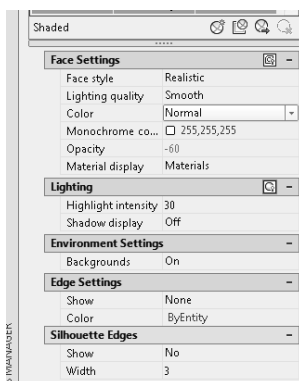 Shaded
Face Settings
Face style Realistic
Lighting quality Smooth
Color Normal
Monochrome co... 255,255,255
Opacity -60
Material display Materials
Lighting
Highlight intensity 30
Shadow display Off
Environment Settings
Backgrounds On
Edge Settings
Show None
Color ByEntity
Silhouette Edges
Show No
Width 3